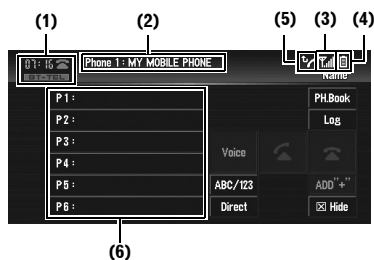 (1) (2) (5) (3) (4)
07:16 Phone 1 : MY MOBILE PHONE
BT-TEL Name
P1 : PH.Book
P2 : Log
P3 :
P4 : Voice
P5 : ABC/123 ADD"+"
P6 : Direct Hide
(6)